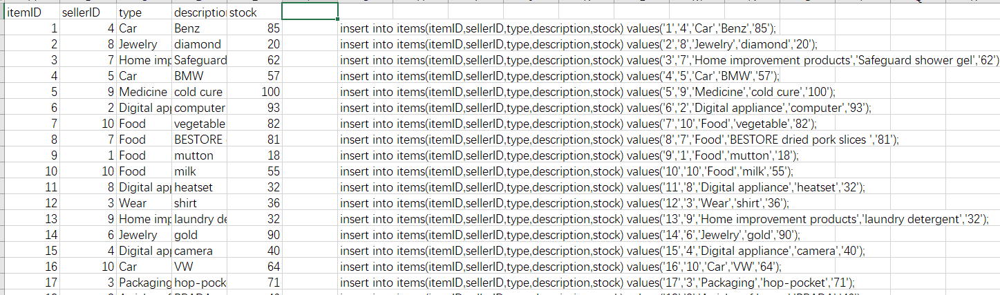 itemID sellerID type descriptio stock
1 4 Car Benz 85 insert into items(itemID,sellerID,type,description,stock) values('1','4','Car','Benz','85');
2 8 Jewelry diamond 20 insert into items(itemID,sellerID,type,description,stock) values('2','8','Jewelry','diamond','20');
3 7 Home imp Safeguard 62 insert into items(itemID,sellerID,type,description,stock) values('3','7','Home improvement products','Safeguard shower gel','62')
4 5 Car BMW 57 insert into items(itemID,sellerID,type,description,stock) values('4','5','Car','BMW','57');
5 9 Medicine cold cure 100 insert into items(itemID,sellerID,type,description,stock) values('5','9','Medicine','cold cure','100');
6 2 Digital app computer 93 insert into items(itemID,sellerID,type,description,stock) values('6','2','Digital appliance','computer','93');
7 10 Food vegetable 82 insert into items(itemID,sellerID,type,description,stock) values('7','10','Food','vegetable','82');
8 7 Food BESTORE 81 insert into items(itemID,sellerID,type,description,stock) values('8','7','Food','BESTORE dried pork slices ','81');
9 1 Food mutton 18 insert into items(itemID,sellerID,type,description,stock) values('9','1','Food','mutton','18');
10 10 Food milk 55 insert into items(itemID,sellerID,type,description,stock) values('10','10','Food','milk','55');
11 8 Digital app heatset 32 insert into items(itemID,sellerID,type,description,stock) values('11','8','Digital appliance','heatset','32');
12 3 Wear shirt 36 insert into items(itemID,sellerID,type,description,stock) values('12','3','Wear','shirt','36');
13 9 Home imp laundry de 32 insert into items(itemID,sellerID,type,description,stock) values('13','9','Home improvement products','laundry detergent','32');
14 6 Jewelry gold 90 insert into items(itemID,sellerID,type,description,stock) values('14','6','Jewelry','gold','90');
15 4 Digital app camera 40 insert into items(itemID,sellerID,type,description,stock) values('15','4','Digital appliance','camera','40');
16 10 Car VW 64 insert into items(itemID,sellerID,type,description,stock) values('16','10','Car','VW','64');
17 3 Packaging hop-pock 71 insert into items(itemID,sellerID,type,description,stock) values('17','3','Packaging','hop-pocket','71');